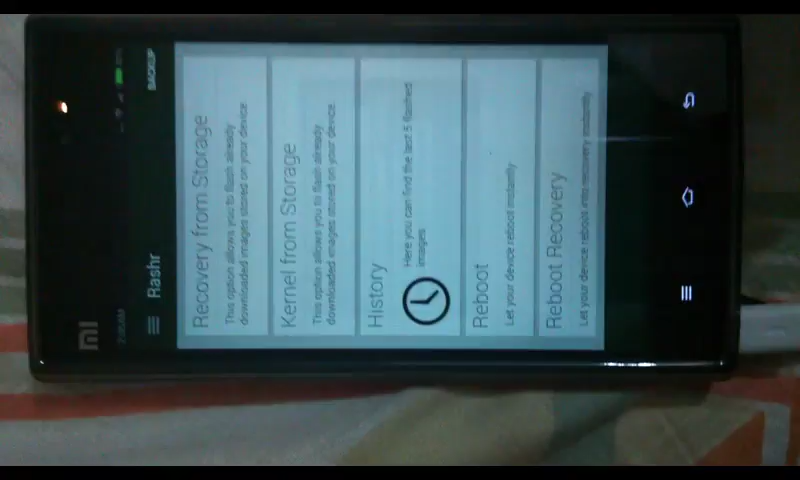 MI
Rashr
BACKUP
Recovery from Storage
This option allows you to flash already
downloaded images stored on your device.
Kernel from Storage
This option allows you to flash already
downloaded images stored on your device.
History
Here you can find the last 5 flashed
images
Reboot
Let your device reboot instantly
Reboot Recovery
Let your device reboot into recovery instantly